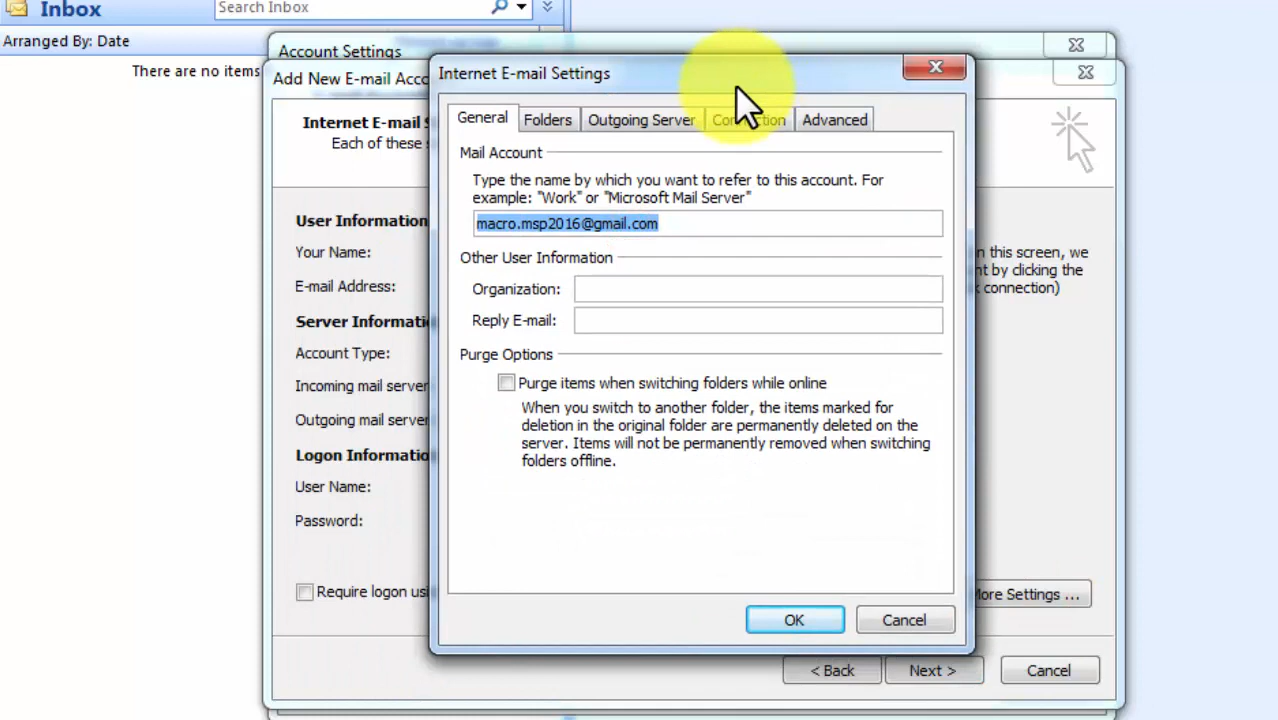 Inbox
Search Inbox
Arranged By: Date
There are no items
Account Settings
Add New E-mail Acco
Internet E-mail S
Each of these s
User Information
Your Name:
E-mail Address:
Server Informati
Account Type:
Incoming mail server
Outgoing mail server
Logon Informatio
User Name:
Password:
Require logon usi
n this screen, we
nt by clicking the
connection)
More Settings ...
< Back
Next >
Cancel
Internet E-mail Settings
General
Folders
Outgoing Server
Connection
Advanced
Mail Account
Type the name by which you want to refer to this account. For
example: "Work" or "Microsoft Mail Server"
macro.msp2016@gmail.com
Other User Information
Organization:
Reply E-mail:
Purge Options
Purge items when switching folders while online
When you switch to another folder, the items marked for
deletion in the original folder are permanently deleted on the
server. Items will not be permanently removed when switching
folders offline.
OK
Cancel